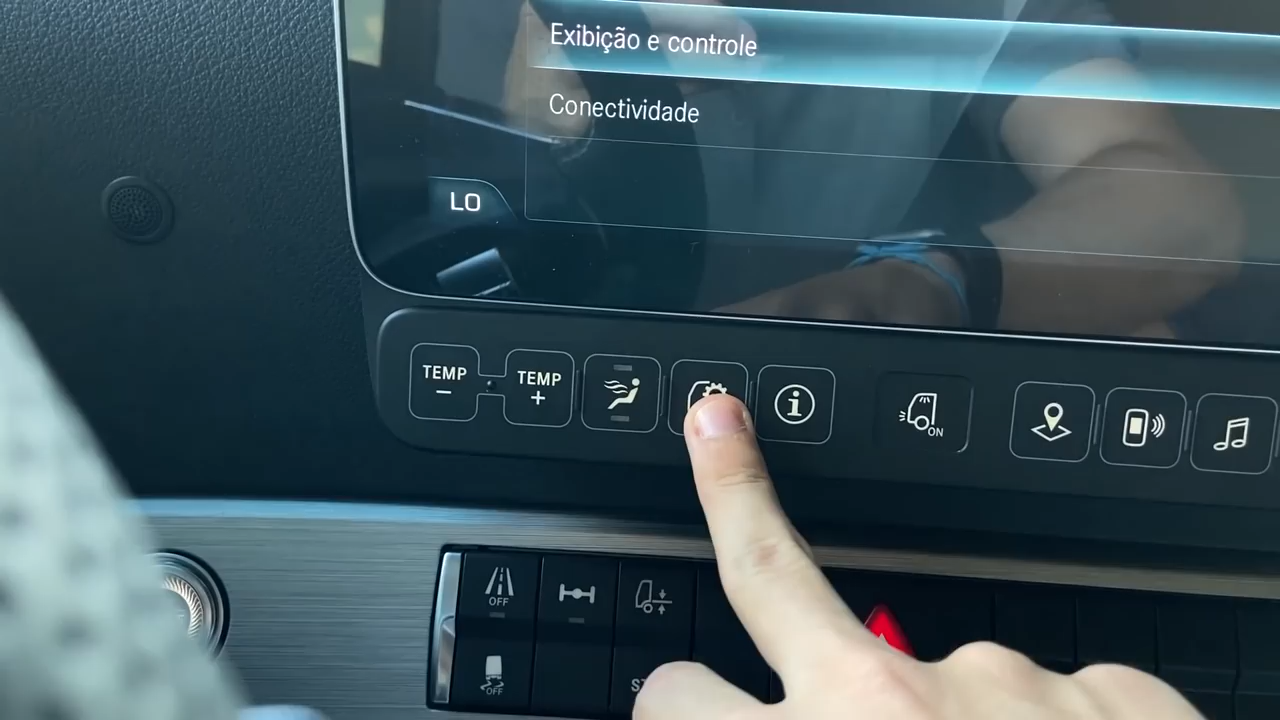 Exibição e controle
Conectividade
LO
TEMP
−
TEMP
+
ON
OFF
OFF